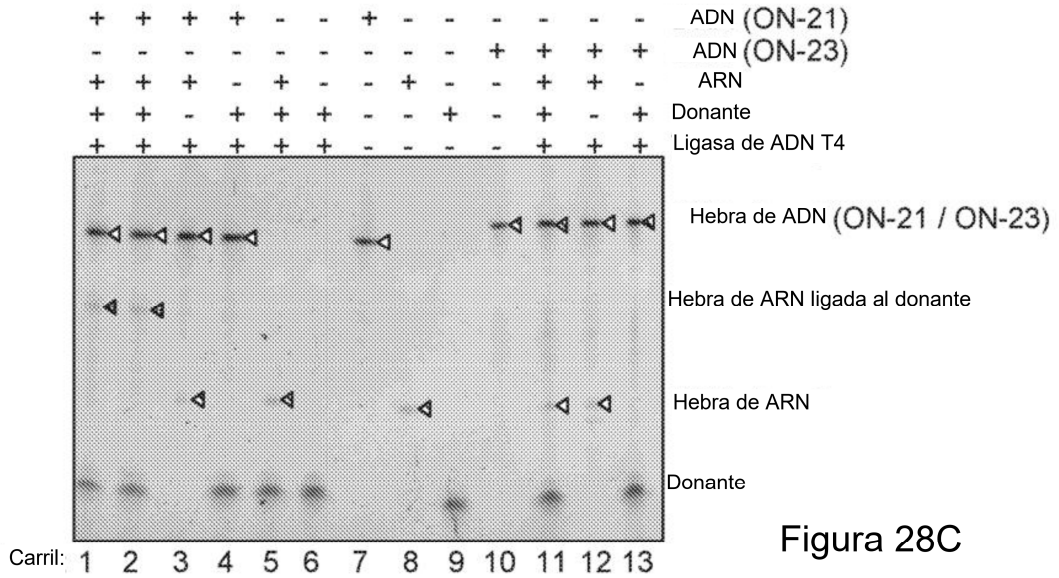 + + + + - - + - - - - - - ADN (ON-21)
- - - - - - - - - + + + + ADN (ON-23)
+ + + - + - - + - - + + - ARN
+ + - + + + - - + - + - + Donante
+ + + + + + - - - - + + + Ligasa de ADN T4
Hebra de ADN (ON-21 / ON-23)
Hebra de ARN ligada al donante
Hebra de ARN
Donante
Figura 28C
Carril: 1 2 3 4 5 6 7 8 9 10 11 12 13